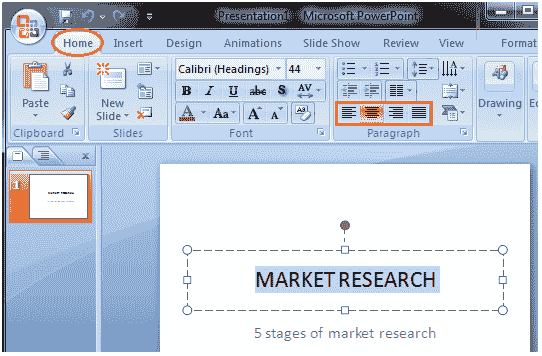 Presentation1 Microsoft PowerPoint
Home Insert Design Animations Slide Show Review View Format
Calibri (Headings) 44
Paste
New
Slide
Drawing
B I U abc S AV
A Aa A A
Clipboard Slides Font Paragraph
1
MARKET RESEARCH
5 stages of market research